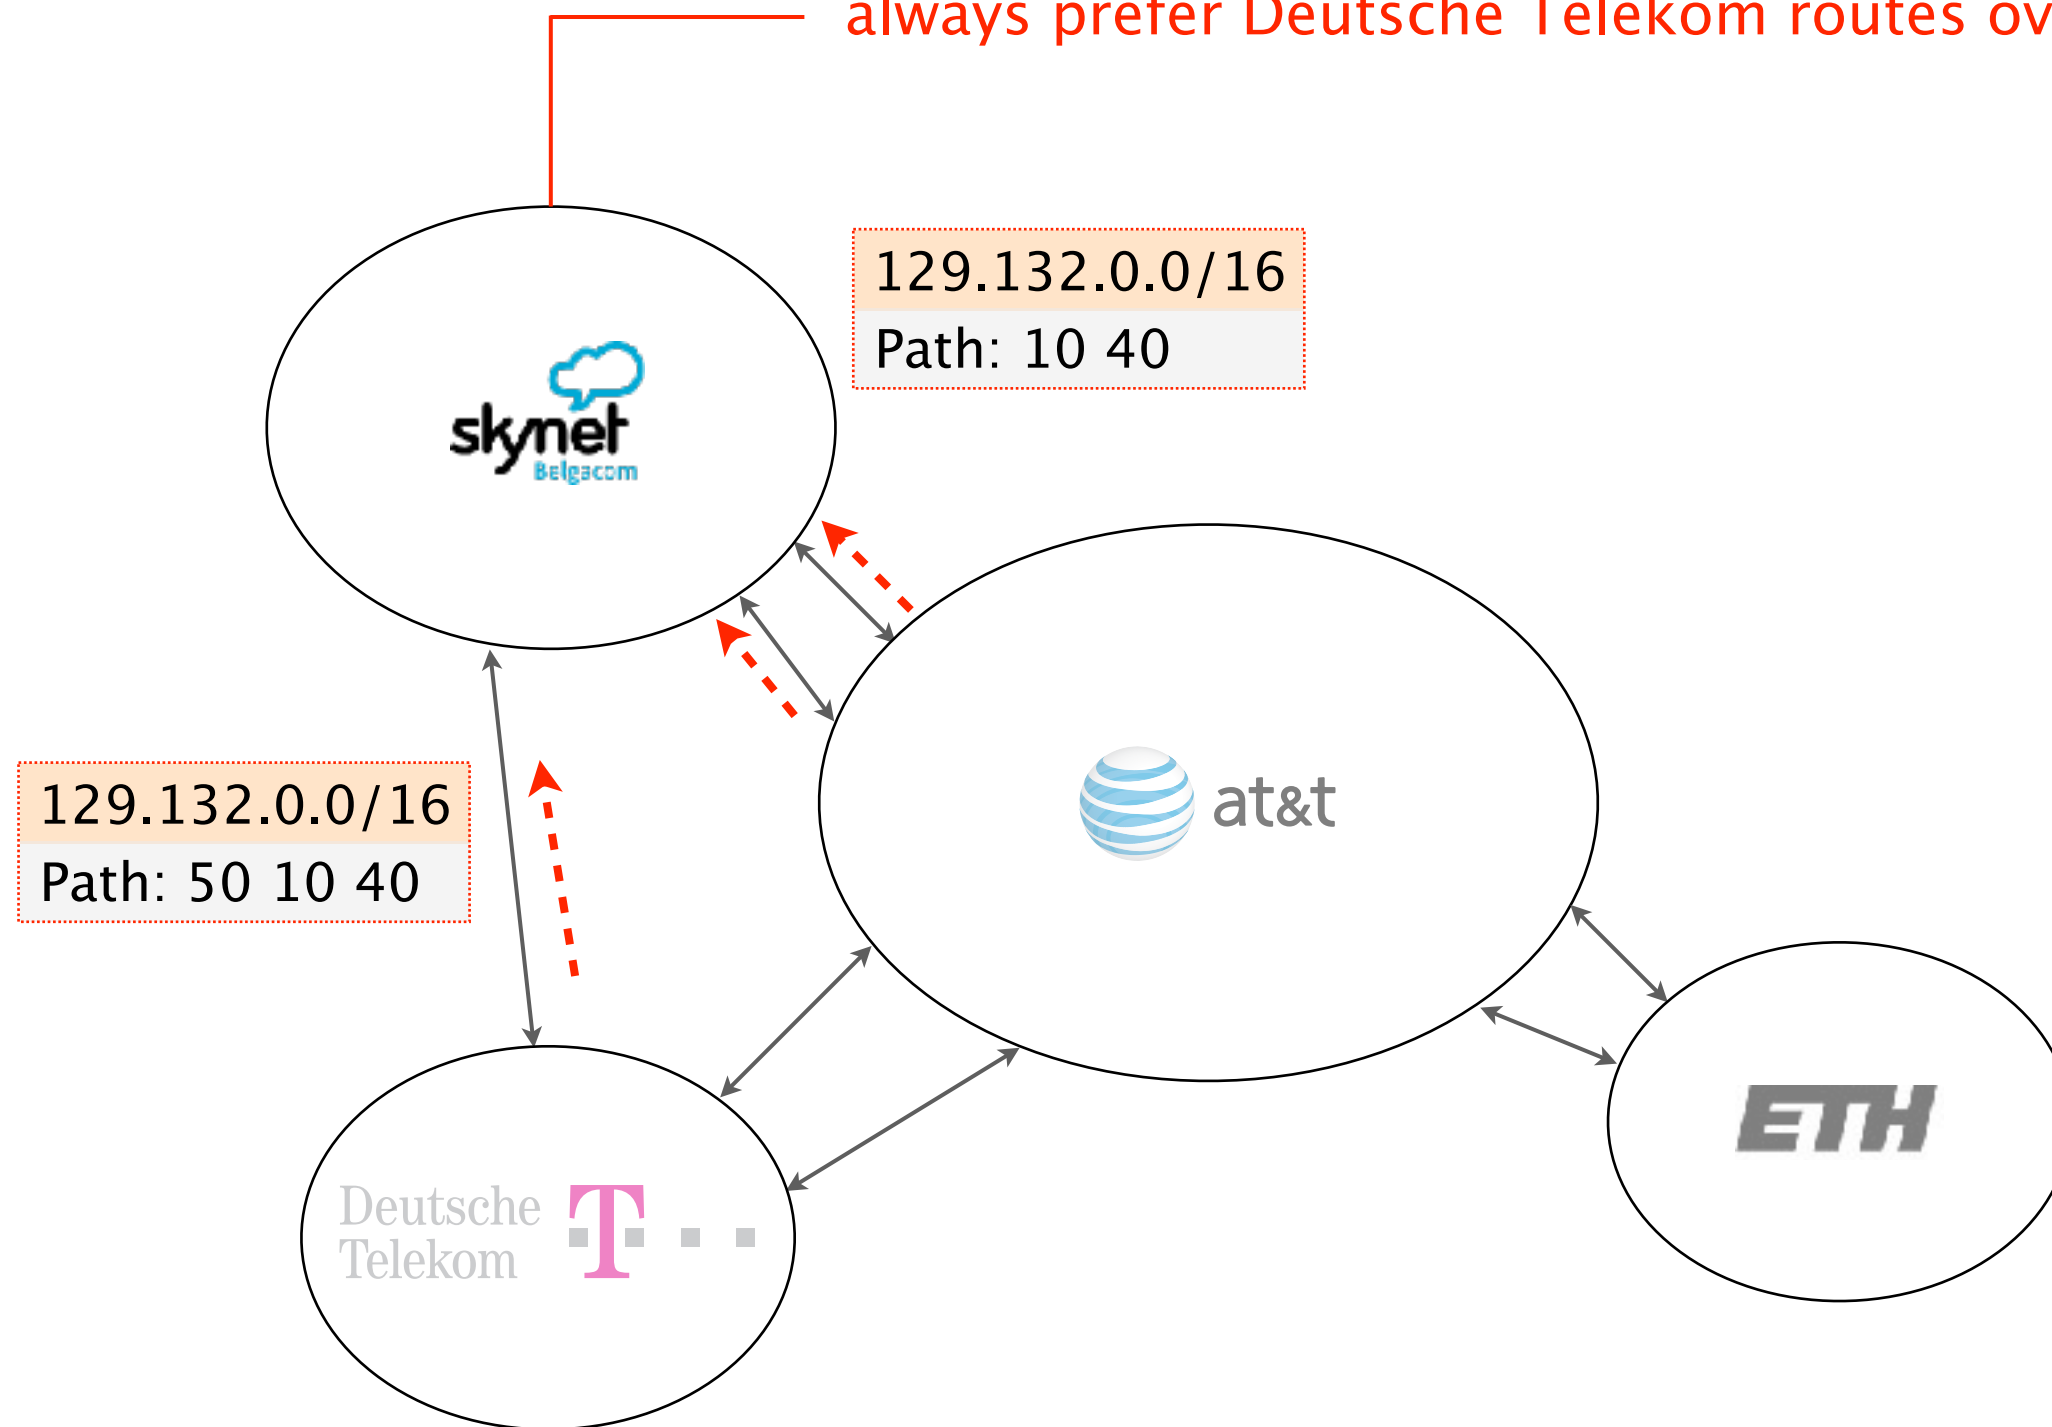 always prefer Deutsche Telekom routes ov
129.132.0.0/16
Path: 10 40
skynet
Belgacom
129.132.0.0/16
Path: 50 10 40
at&t
ETH
Deutsche
Telekom
T